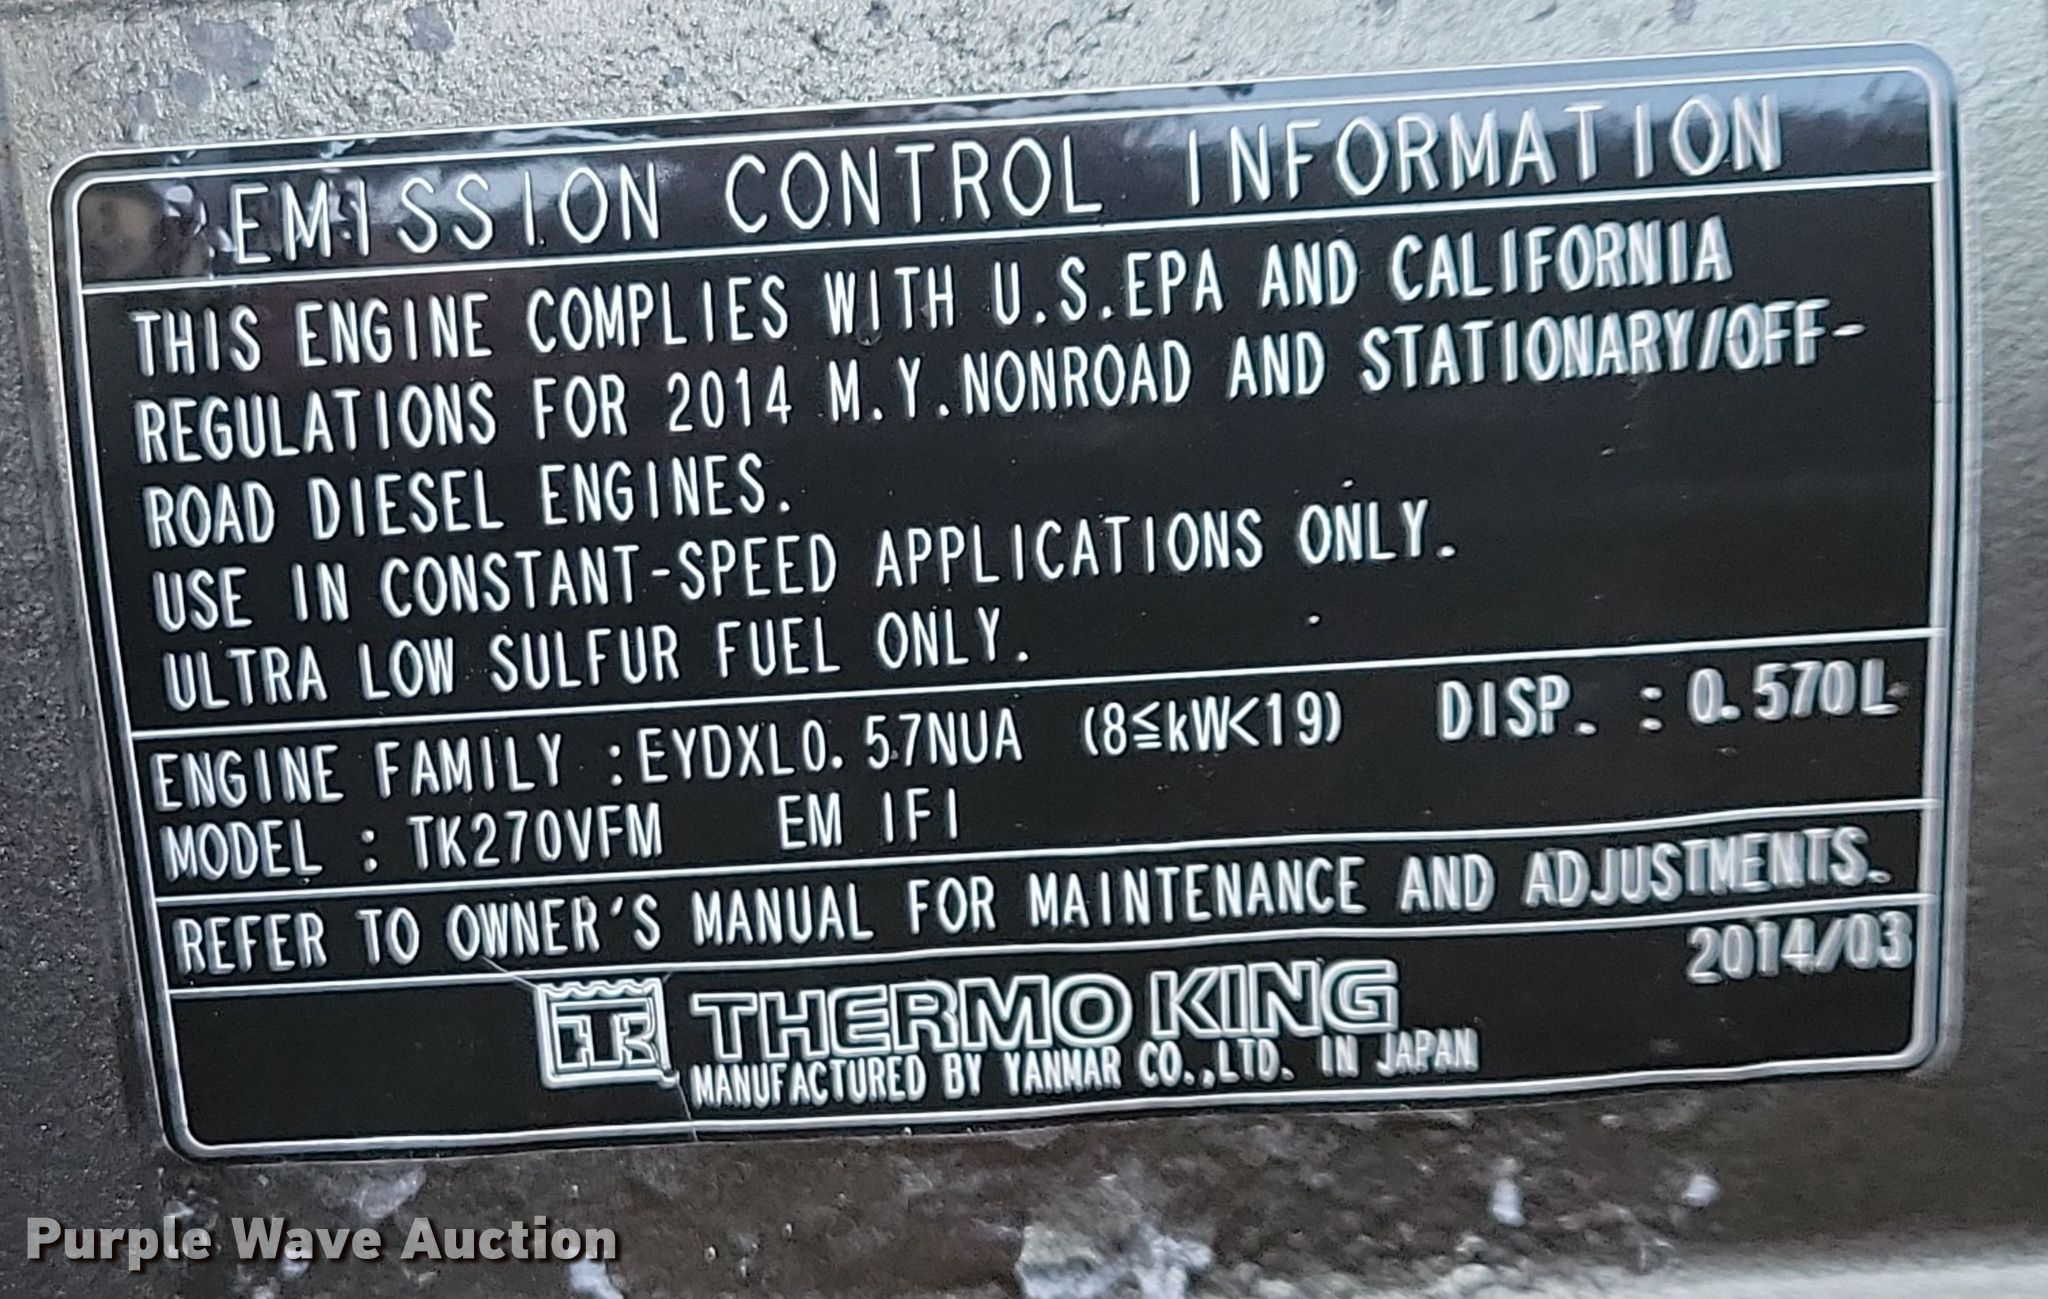 EMISSION CONTROL INFORMATION
THIS ENGINE COMPLIES WITH U.S.EPA AND CALIFORNIA
REGULATIONS FOR 2014 M.Y.NONROAD AND STATIONARY/OFF-
ROAD DIESEL ENGINES.
USE IN CONSTANT-SPEED APPLICATIONS ONLY.
ULTRA LOW SULFUR FUEL ONLY.
ENGINE FAMILY :EYDXL0.57NUA (8≦kW<19) DISP. : 0.570L
MODEL : TK270VFM EM IFI
REFER TO OWNER'S MANUAL FOR MAINTENANCE AND ADJUSTMENTS.
2014/03
TK THERMO KING
MANUFACTURED BY YANMAR CO.,LTD. IN JAPAN
Purple Wave Auction